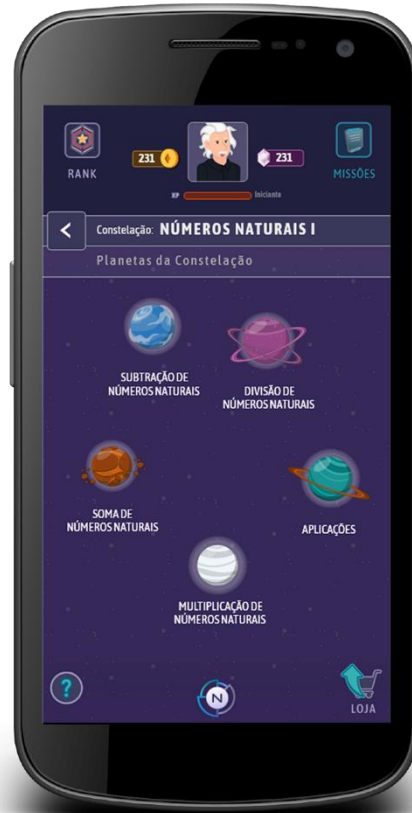 231
231
RANK
MISSÕES
XP
Iniciante
Constelação: NÚMEROS NATURAIS I
Planetas da Constelação
SUBTRAÇÃO DE
NÚMEROS NATURAIS
DIVISÃO DE
NÚMEROS NATURAIS
SOMA DE
NÚMEROS NATURAIS
APLICAÇÕES
MULTIPLICAÇÃO DE
NÚMEROS NATURAIS
?
N
LOJA